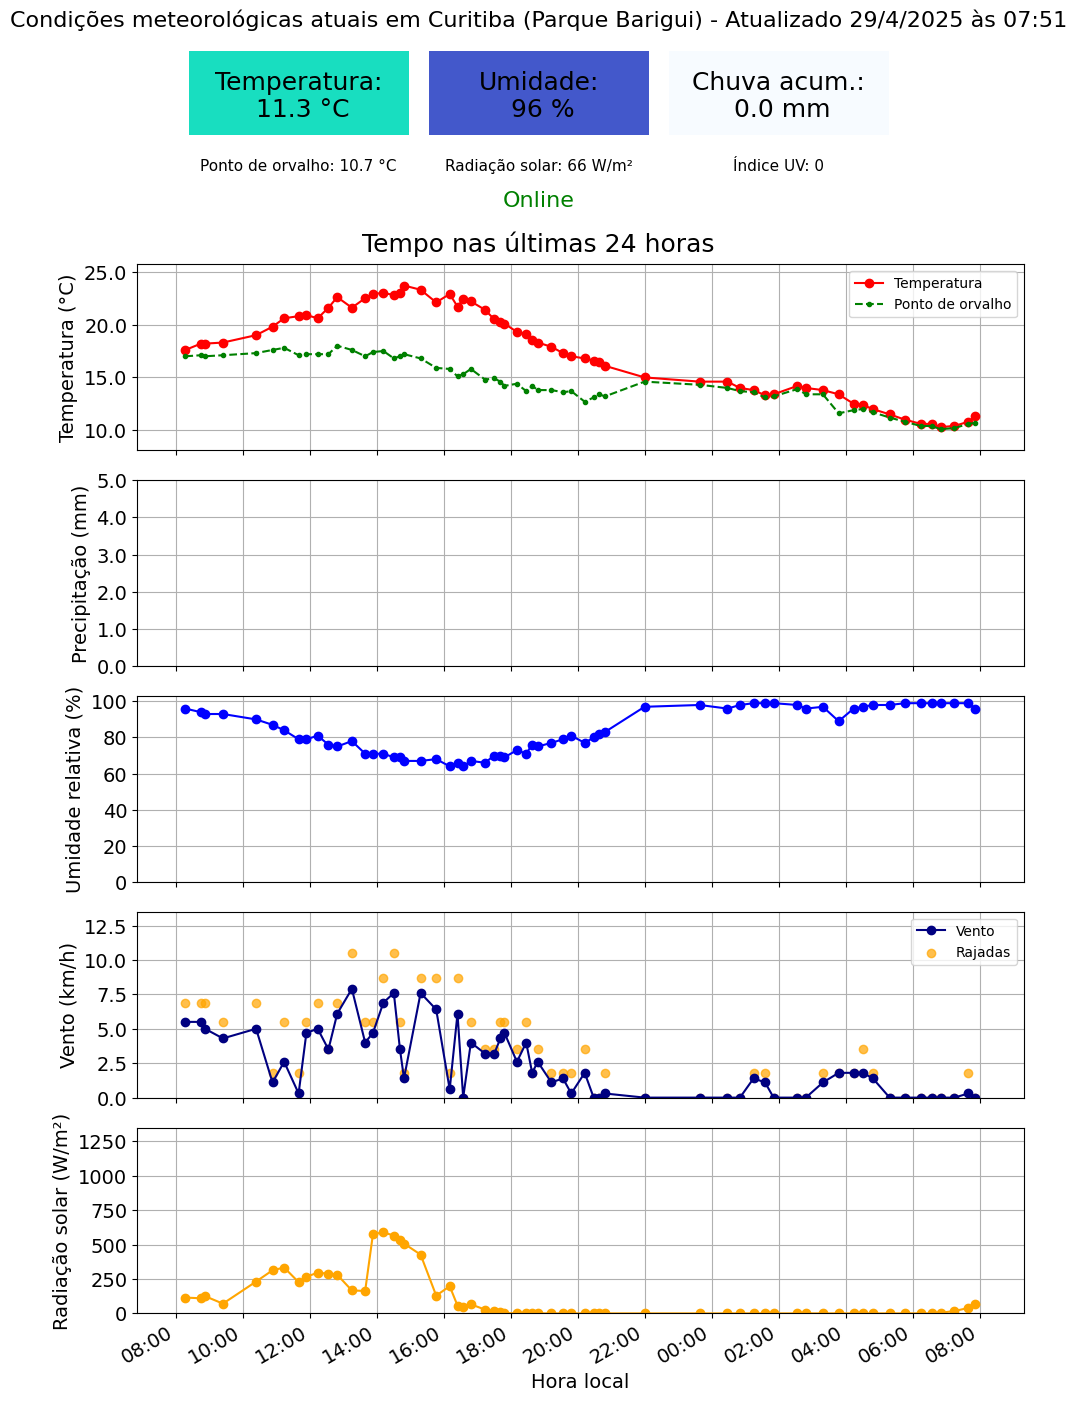 Condições meteorológicas atuais em Curitiba (Parque Barigui) - Atualizado 29/4/2025 às 07:51
Temperatura:
11.3 °C
Umidade:
96 %
Chuva acum.:
0.0 mm
Ponto de orvalho: 10.7 °C
Radiação solar: 66 W/m²
Índice UV: 0
Online
Tempo nas últimas 24 horas
Temperatura (°C)
25.0
20.0
15.0
10.0
Temperatura
Ponto de orvalho
Precipitação (mm)
5.0
4.0
3.0
2.0
1.0
0.0
Umidade relativa (%)
100
80
60
40
20
0
Vento (km/h)
12.5
10.0
7.5
5.0
2.5
0.0
Vento
Rajadas
Radiação solar (W/m²)
1250
1000
750
500
250
0
08:00
10:00
12:00
14:00
16:00
18:00
20:00
22:00
00:00
02:00
04:00
06:00
08:00
Hora local